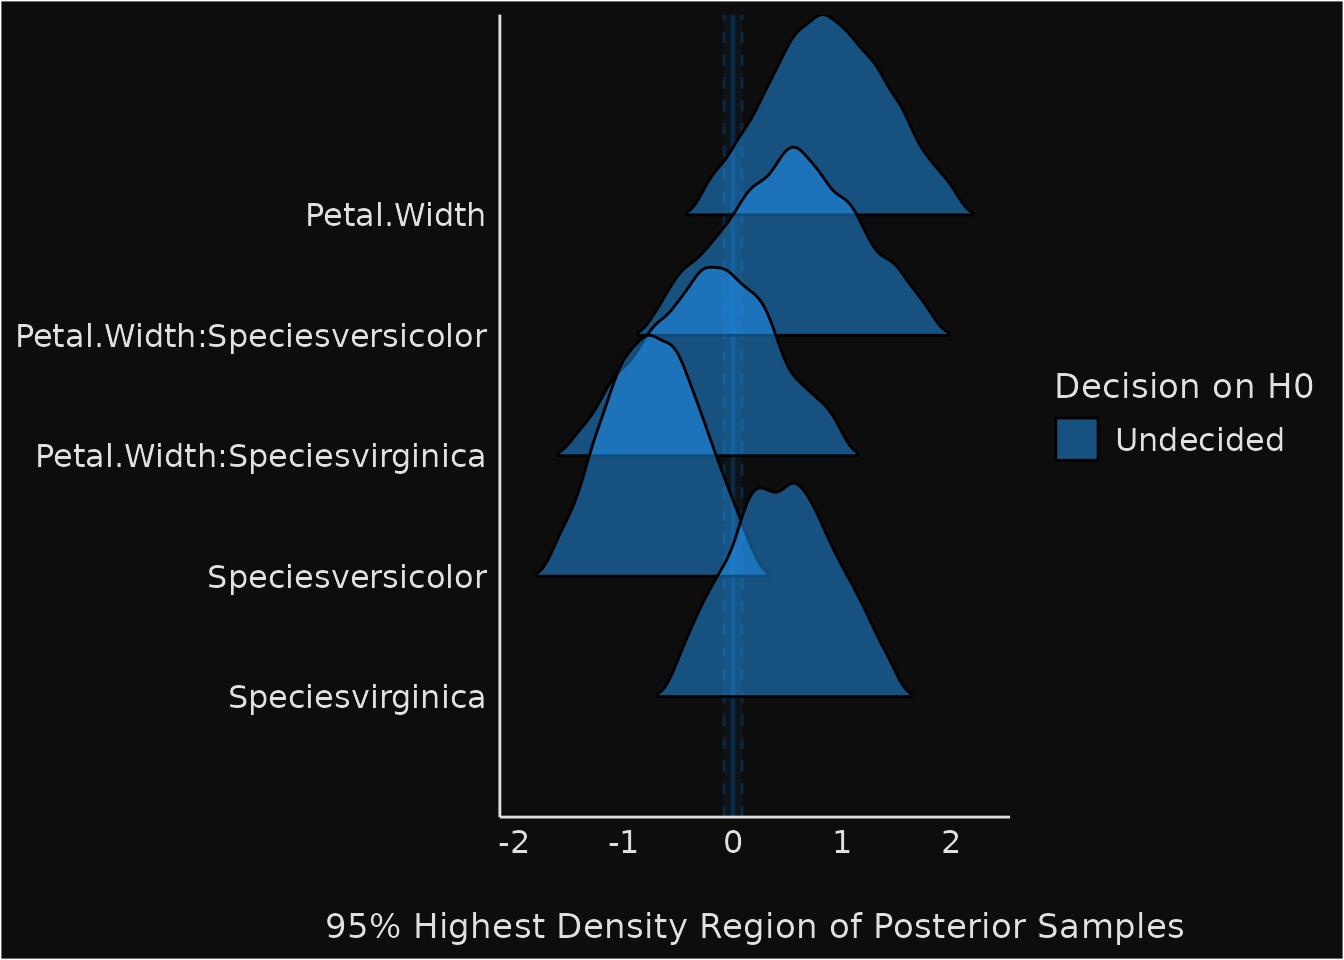 Petal.Width
Petal.Width:Speciesversicolor
Petal.Width:Speciesvirginica
Speciesversicolor
Speciesvirginica
Decision on H0
Undecided
-2 -1 0 1 2
95% Highest Density Region of Posterior Samples